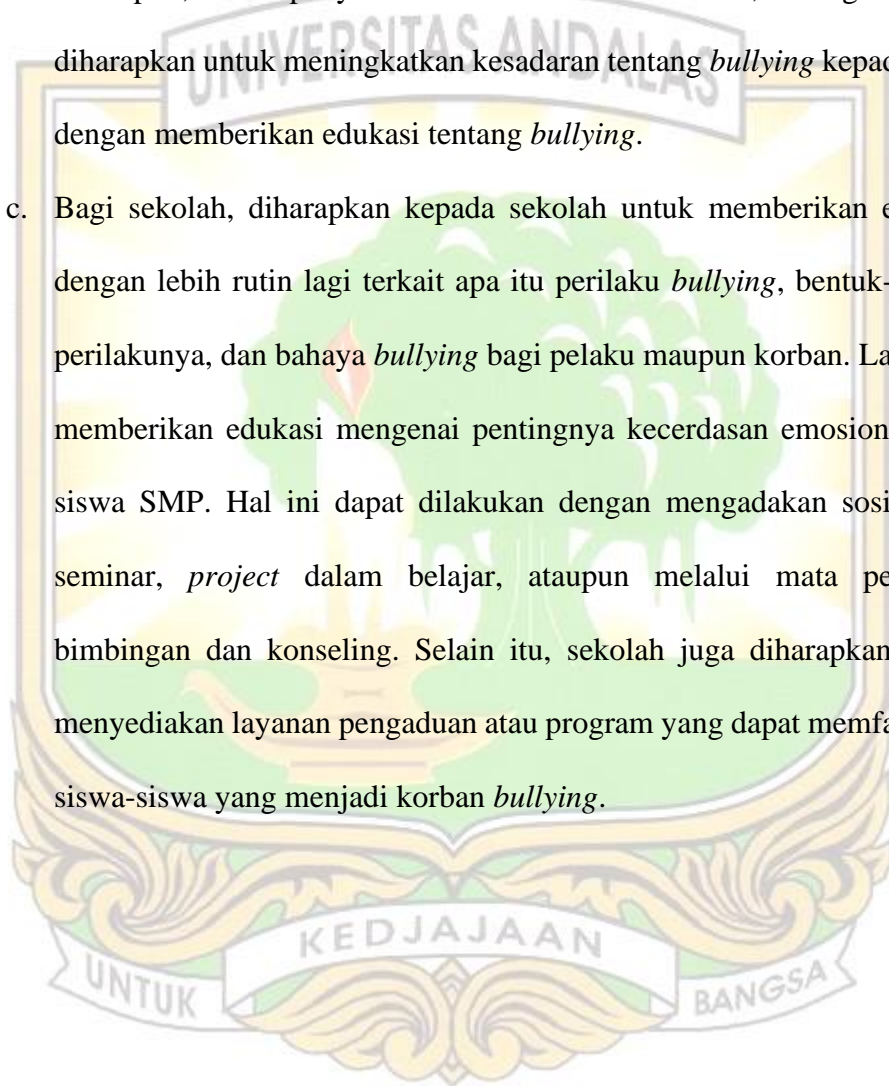 UNIVERSITAS ANDALAS
diharapkan untuk meningkatkan kesadaran tentang bullying
dengan memberikan edukasi tentang bullying.
c. Bagi sekolah, diharapkan kepada sekolah untuk memberikan
dengan lebih rutin lagi terkait apa itu perilaku bullying, bentuk-
perilakunya, dan bahaya bullying bagi pelaku maupun korban.
memberikan edukasi mengenai pentingnya kecerdasan
siswa SMP. Hal ini dapat dilakukan dengan mengadakan
seminar, project dalam belajar, ataupun melalui mata
bimbingan dan konseling. Selain itu, sekolah juga diharapkan
menyediakan layanan pengaduan atau program yang dapat
siswa-siswa yang menjadi korban bullying.
KEDJAJAAN
UNTUK BANGSA